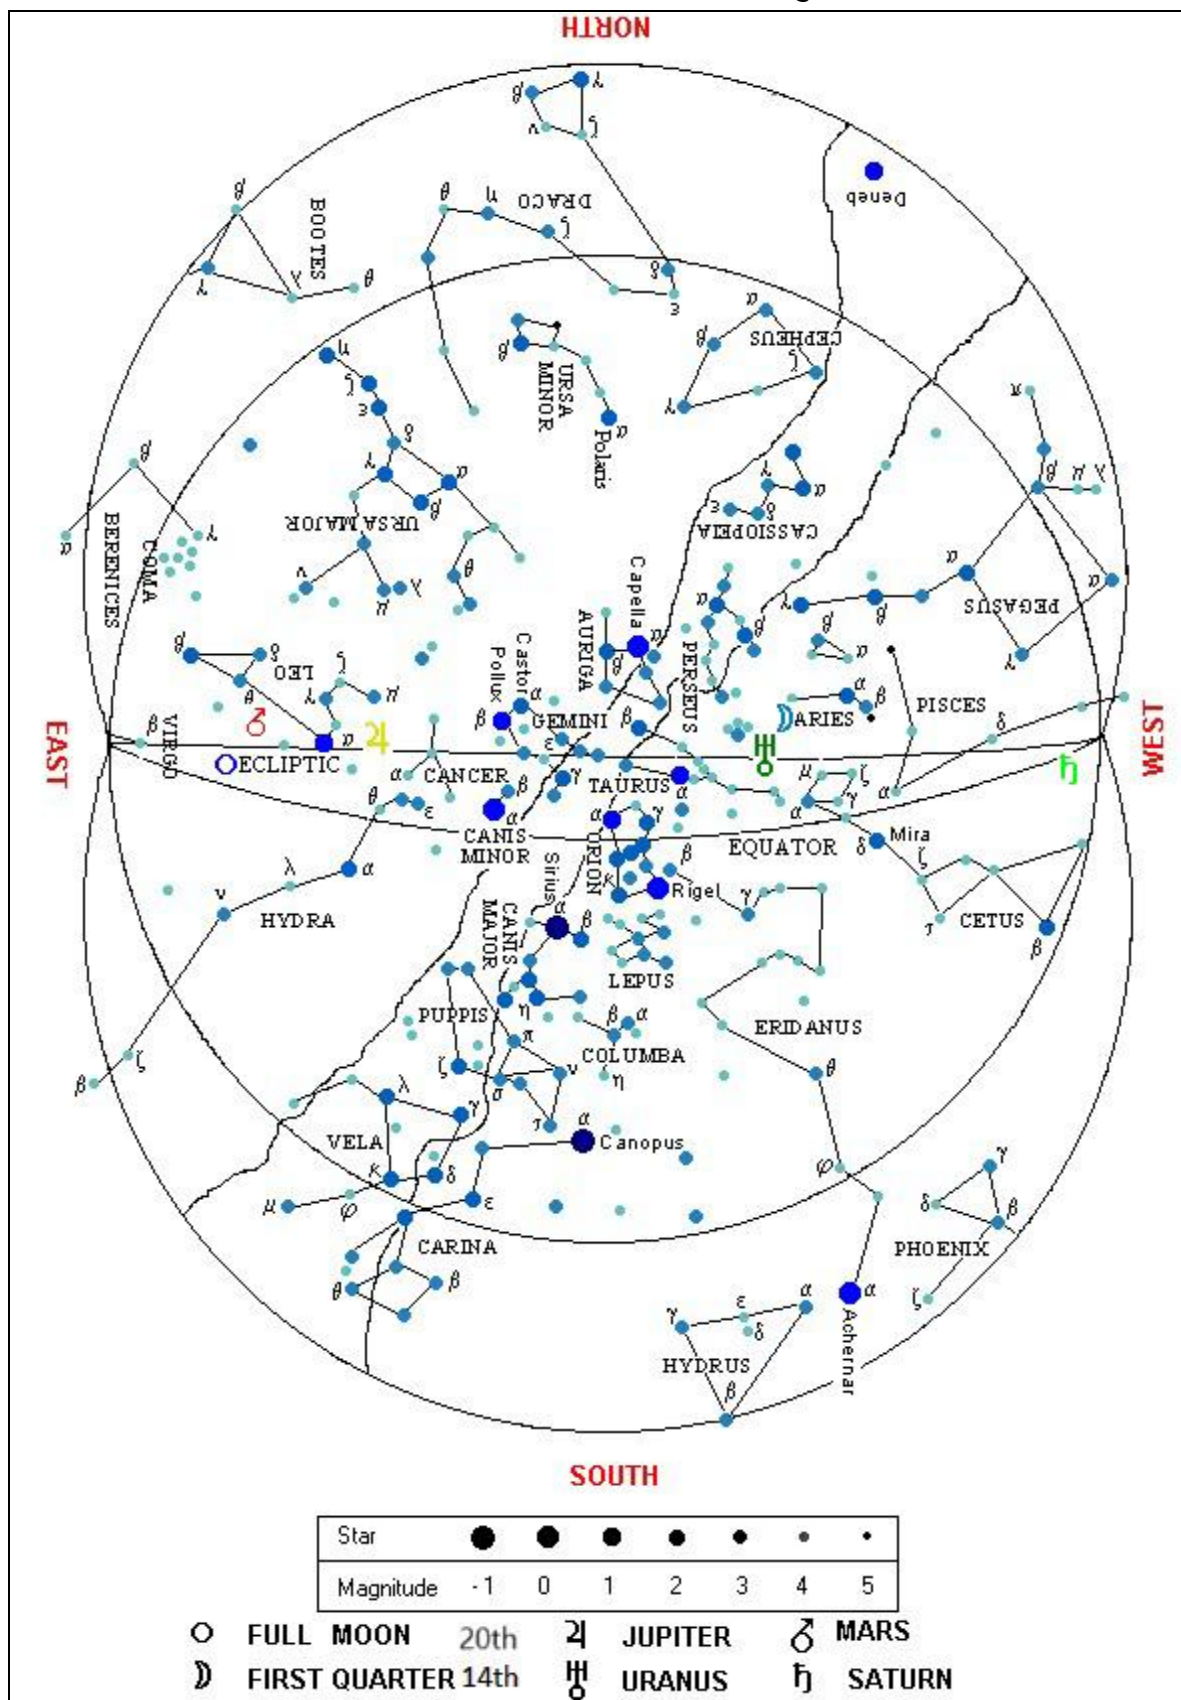 NORTH
β γ
ν ζ
Deneb
DRACO
θ η ζ
β
BOOTES
γ λ θ
δ
ε
α
β CEPHEUS
ζ
γ
β
URSA
MINOR
α
Polaris
η
ζ
ε
δ
γ α
β
URSA MAJOR
θ
ν μ λ
π
β μ λ
γ α
ε δ
CASSIOPEIA
β
γ
α
COMA
BERENICES
α α
γ β
PEGASUS
γ
Capella
α
β
AURIGA
α
β
PERSEUS
β
α
β δ
LEO
θ
ζ
γ μ
α
Castor
Pollux
α
β
GEMINI
ε
γ
α
β
ARIES
PISCES
δ
α
EAST
WEST
β
VIRGO
ECLIPTIC
CANCER
α
TAURUS
α
μ ζ
γ
α
θ ε
β
α
CANIS
MINOR
α γ
ORION
κ
β
Rigel
EQUATOR
δ
Mira
ζ
τ
CETUS
β
ν λ α
HYDRA
Sirius
α
β
CANIS
MAJOR
η
γ
LEPUS
PUPPIS
π
ζ
σ
ν
τ
β α
COLUMBA
η
ERIDANUS
θ
β ζ
λ
γ
VELA
κ δ
α
Canopus
μ φ
ε
φ
γ
δ β
PHOENIX
ζ
CARINA
θ β
α
Achernar
γ ε α
δ
HYDRUS
β
SOUTH
Star
Magnitude -1 0 1 2 3 4 5
FULL MOON 20th JUPITER MARS
FIRST QUARTER 14th URANUS SATURN